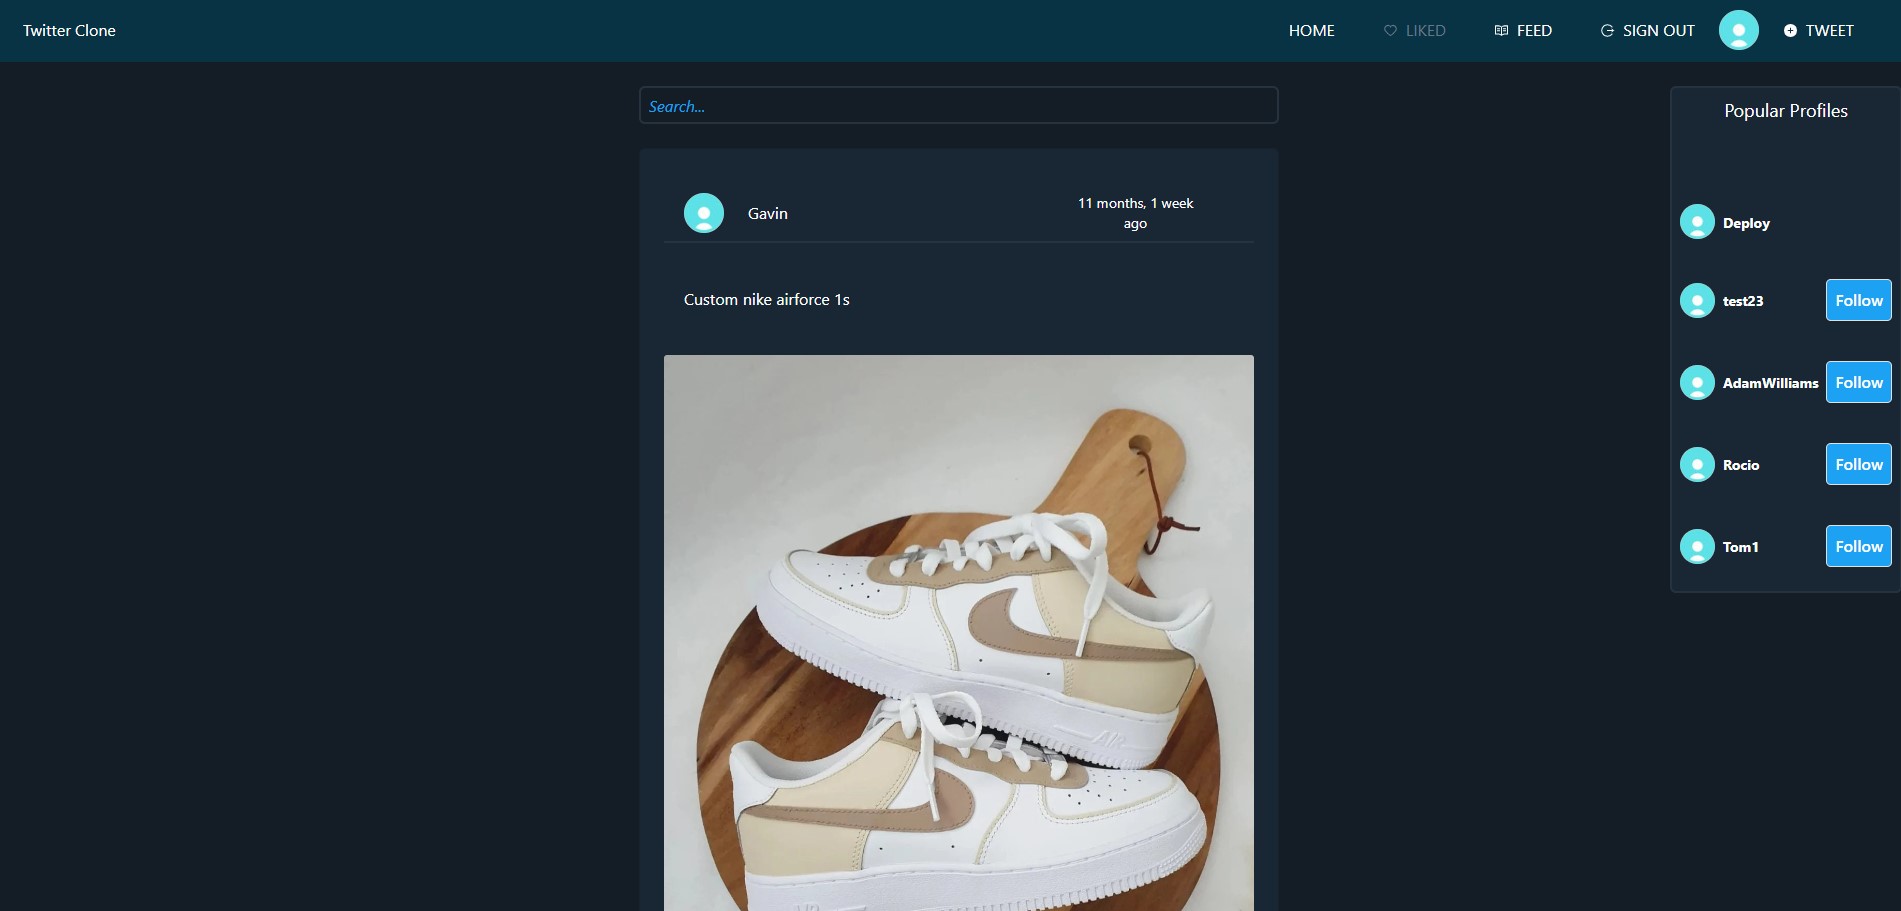 Twitter Clone
HOME
LIKED
FEED
SIGN OUT
TWEET
Search...
Popular Profiles
Gavin
11 months, 1 week
ago
Custom nike airforce 1s
Deploy
test23
Follow
AdamWilliams
Follow
Rocio
Follow
Tom1
Follow
AIR